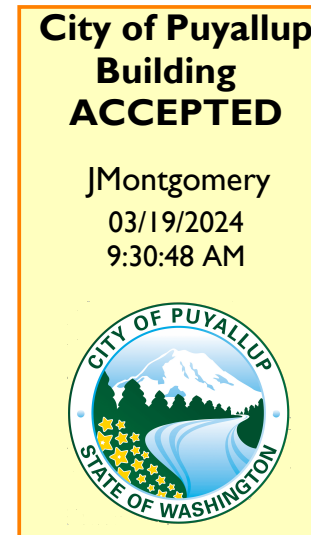 City of Puyallup
Building
ACCEPTED
JMontgomery
03/19/2024
9:30:48 AM
CITY OF PUYALLUP
STATE OF WASHINGTON